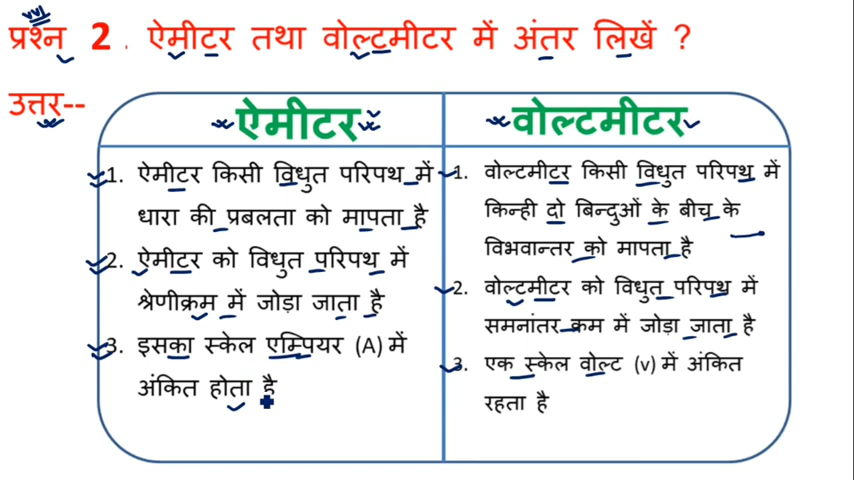 vvI
प्रश्न 2 . ऐमीटर तथा वोल्टमीटर में अंतर लिखें ?
उत्तर--
ऐमीटर
1. ऐमीटर किसी विधुत परिपथ में
धारा की प्रबलता को मापता है
2. ऐमीटर को विधुत परिपथ में
श्रेणीक्रम में जोड़ा जाता है
3. इसका स्केल एम्पियर (A) में
अंकित होता है
वोल्टमीटर
1. वोल्टमीटर किसी विधुत परिपथ में
किन्ही दो बिन्दुओं के बीच के
विभवान्तर को मापता है
2. वोल्टमीटर को विधुत परिपथ में
समनांतर क्रम में जोड़ा जाता है
3. एक स्केल वोल्ट (v) में अंकित
रहता है